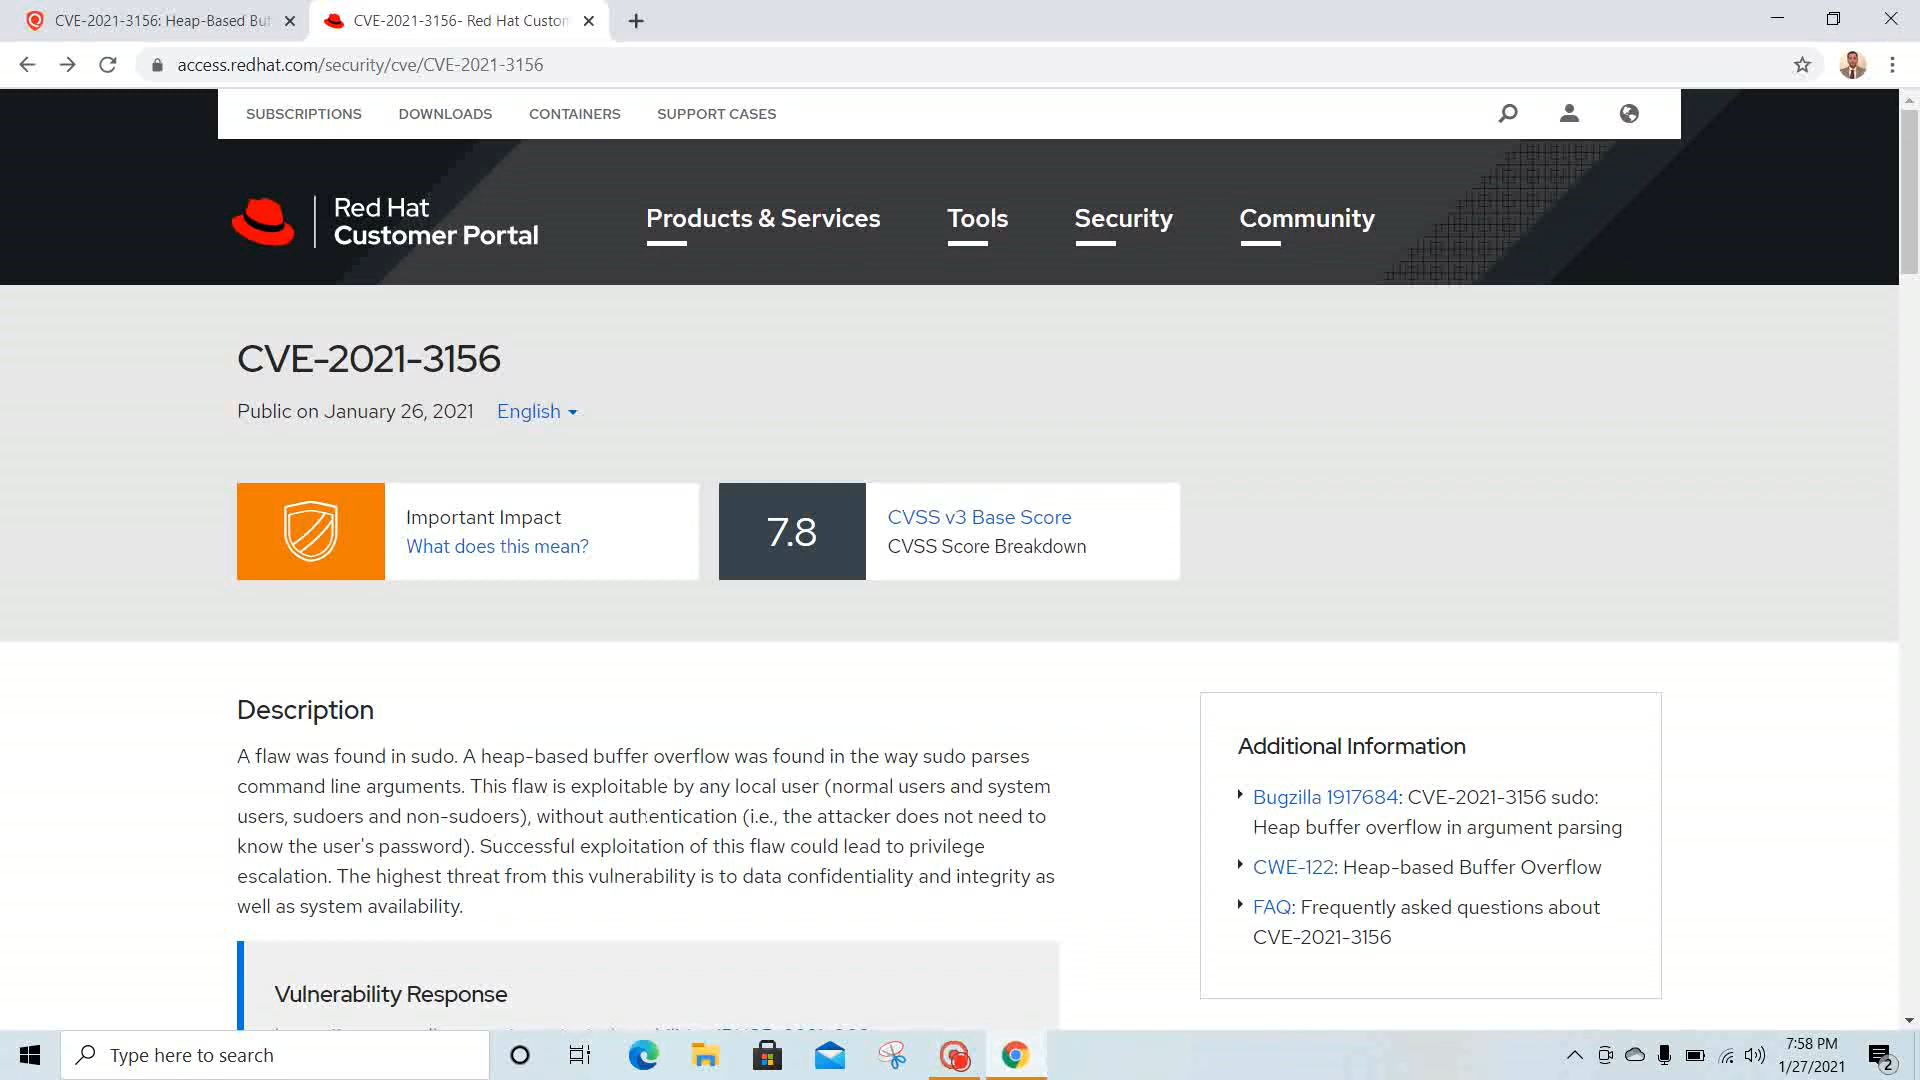 CVE-2021-3156: Heap-Based Buf
CVE-2021-3156- Red Hat Custom
access.redhat.com/security/cve/CVE-2021-3156
SUBSCRIPTIONS DOWNLOADS CONTAINERS SUPPORT CASES
Red Hat
Customer Portal
Products & Services Tools Security Community
CVE-2021-3156
Public on January 26, 2021 English
Important Impact
What does this mean?
7.8
CVSS v3 Base Score
CVSS Score Breakdown
Description
A flaw was found in sudo. A heap-based buffer overflow was found in the way sudo parses
command line arguments. This flaw is exploitable by any local user (normal users and system
users, sudoers and non-sudoers), without authentication (i.e., the attacker does not need to
know the user's password). Successful exploitation of this flaw could lead to privilege
escalation. The highest threat from this vulnerability is to data confidentiality and integrity as
well as system availability.
Vulnerability Response
Additional Information
Bugzilla 1917684: CVE-2021-3156 sudo:
Heap buffer overflow in argument parsing
CWE-122: Heap-based Buffer Overflow
FAQ: Frequently asked questions about
CVE-2021-3156
Type here to search
7:58 PM
1/27/2021
2